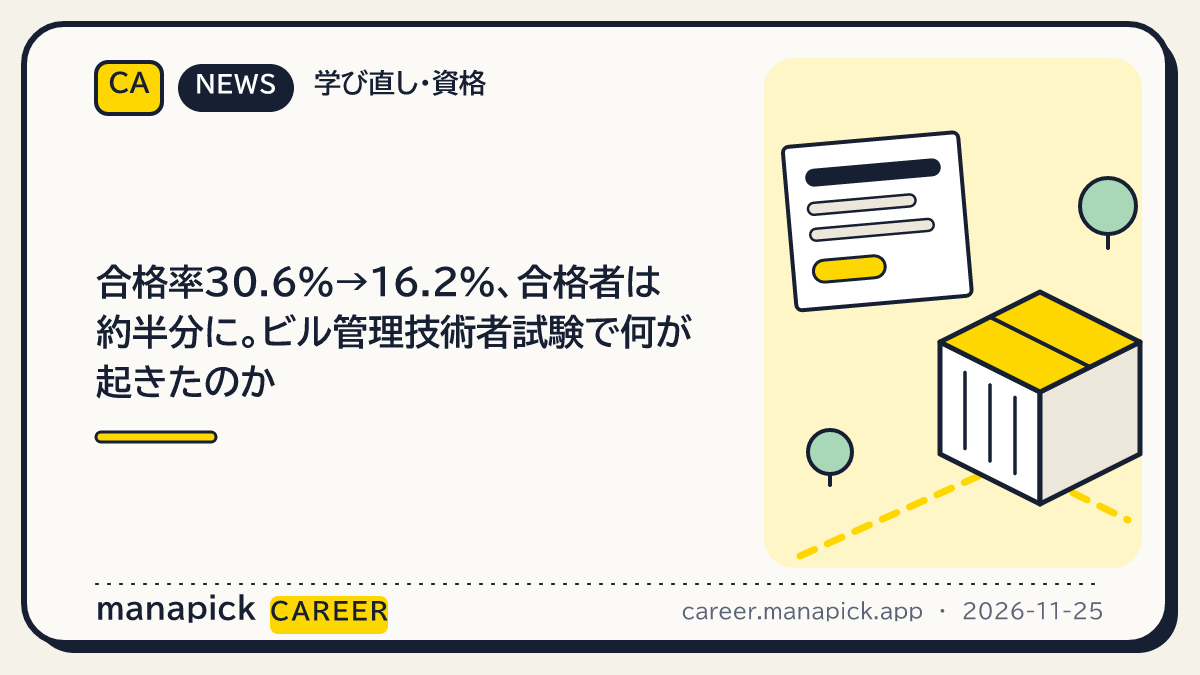 CA NEWS 学び直し・資格
合格率30.6%→16.2%、合格者は
約半分に。ビル管理技術者試験で何が
起きたのか
manapick CAREER
career.manapick.app ・ 2026-11-25